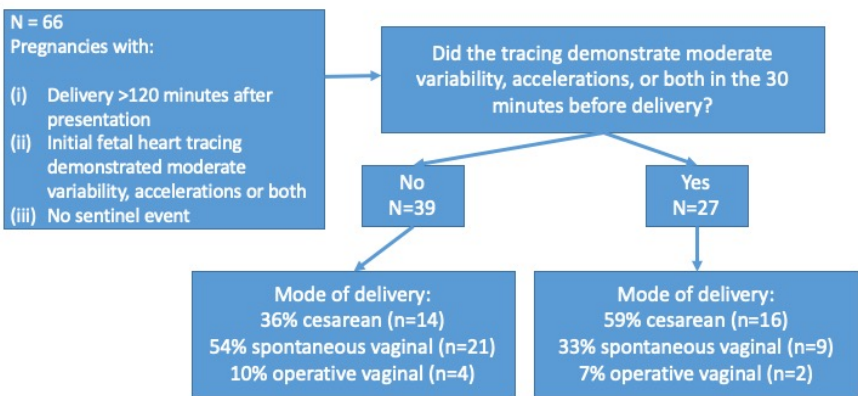 N = 66
Pregnancies with:
(i) Delivery >120 minutes after
presentation
(ii) Initial fetal heart tracing
demonstrated moderate
variability, accelerations or both
(iii) No sentinel event
Did the tracing demonstrate moderate
variability, accelerations, or both in the 30
minutes before delivery?
No
N=39
Yes
N=27
Mode of delivery:
36% cesarean (n=14)
54% spontaneous vaginal (n=21)
10% operative vaginal (n=4)
Mode of delivery:
59% cesarean (n=16)
33% spontaneous vaginal (n=9)
7% operative vaginal (n=2)